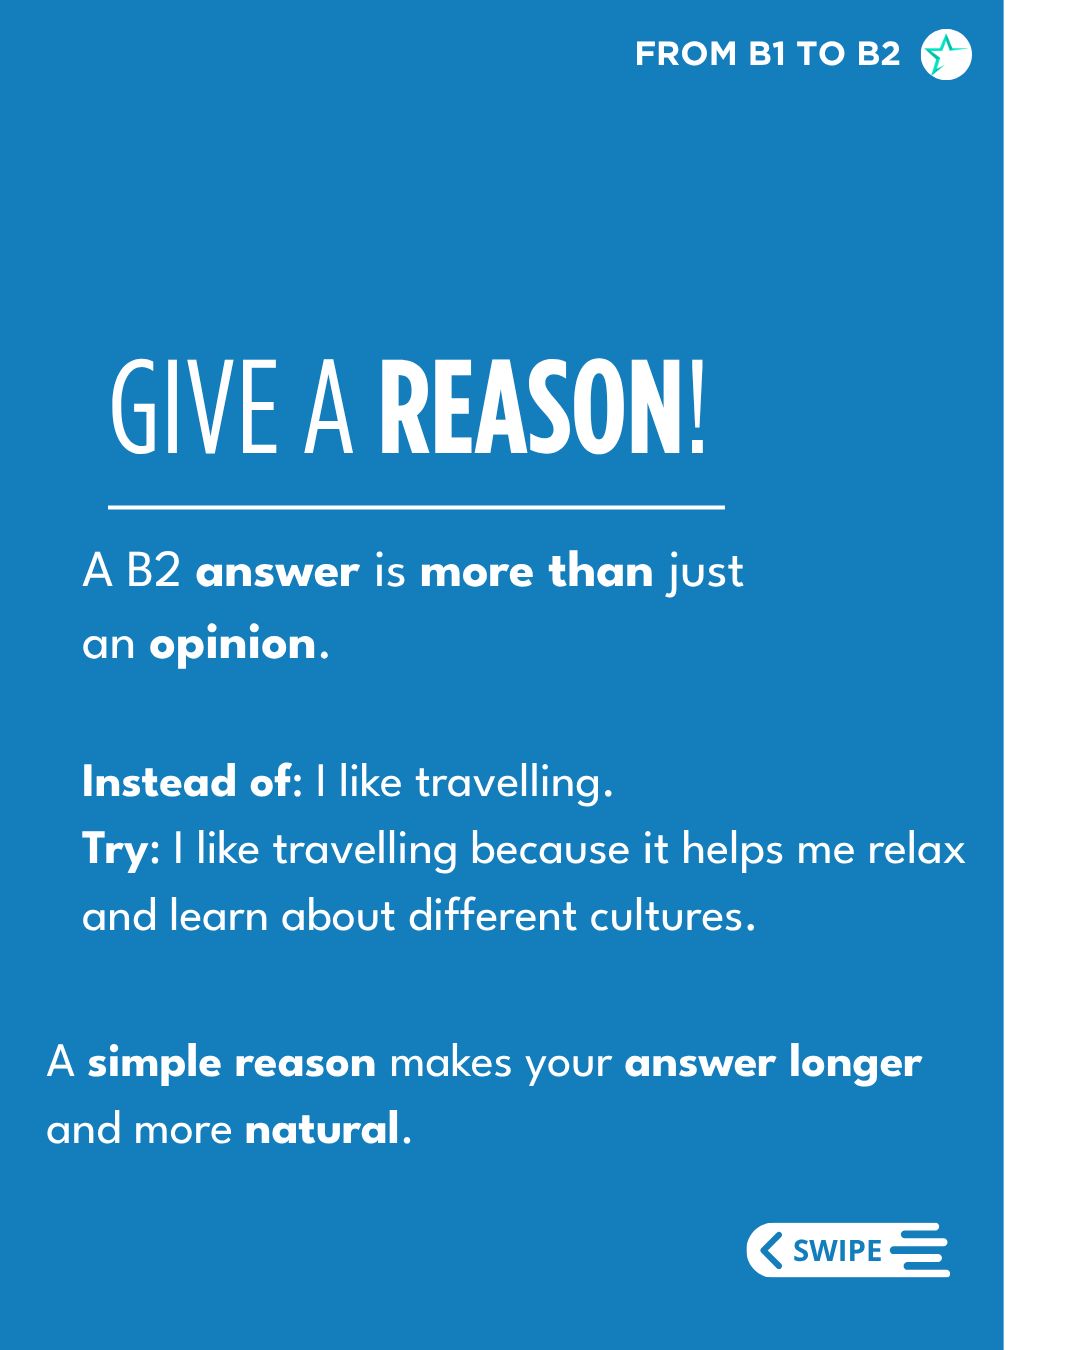 FROM B1 TO B2
GIVE A REASON!
A B2 answer is more than just
an opinion.
Instead of: I like travelling.
Try: I like travelling because it helps me relax
and learn about different cultures.
A simple reason makes your answer longer
and more natural.
SWIPE